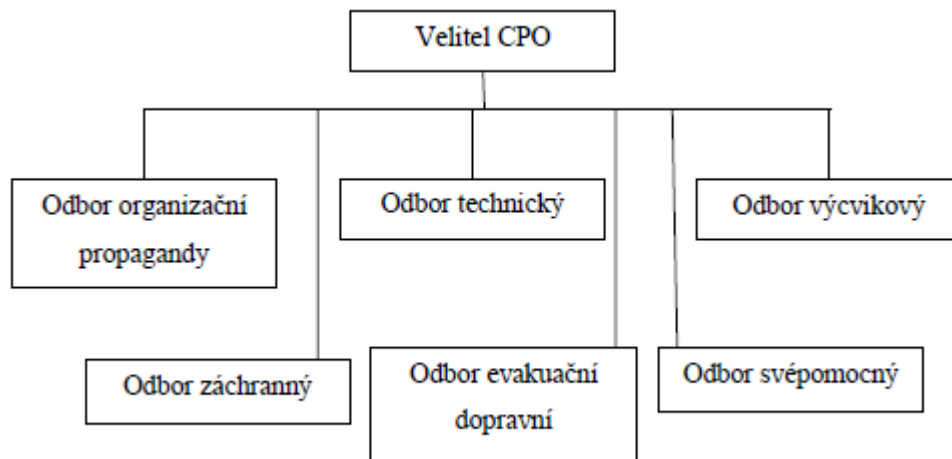 Velitel CPO
Odbor organizační
propagandy
Odbor technický
Odbor výcvikový
Odbor záchranný
Odbor evakuační
dopravní
Odbor svépomocný